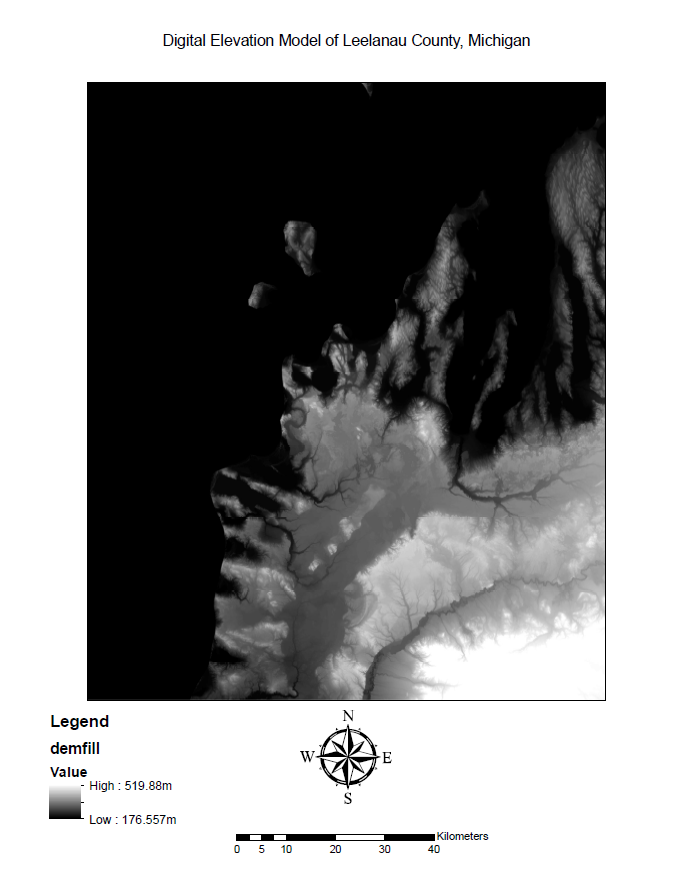 Digital Elevation Model of Leelanau County, Michigan
Legend
demfill
Value
High : 519.88m
Low : 176.557m
N
W E
S
Kilometers
0 5 10 20 30 40